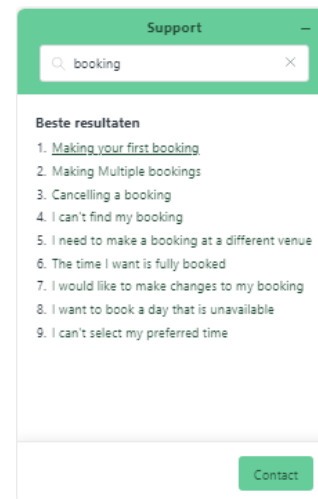 Support
booking
Beste resultaten
1. Making your first booking
2. Making Multiple bookings
3. Cancelling a booking
4. I can't find my booking
5. I need to make a booking at a different venue
6. The time I want is fully booked
7. I would like to make changes to my booking
8. I want to book a day that is unavailable
9. I can't select my preferred time
Contact